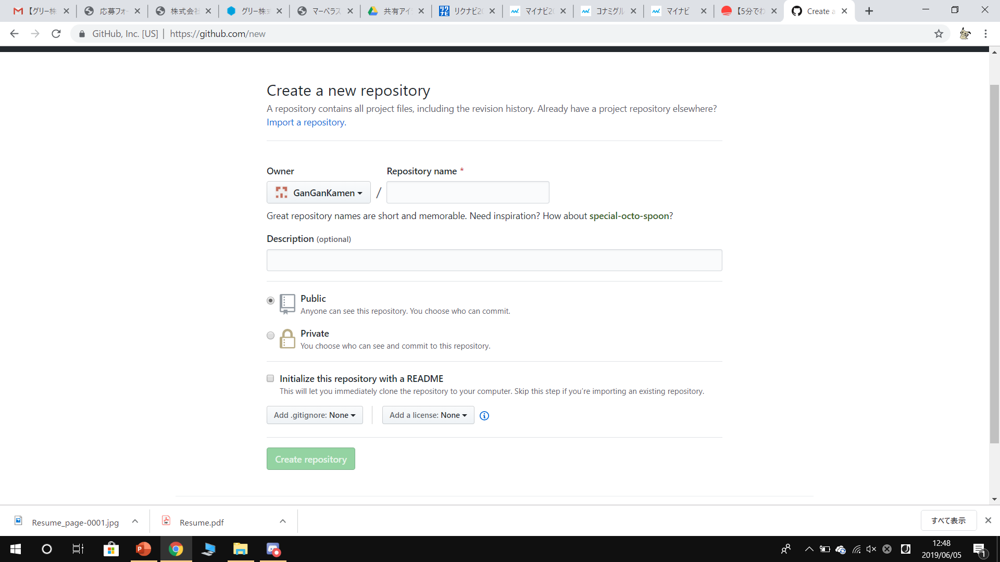 【グリー株
応募フォー
株式会社
グリー株式
マーベラス
共有アイ
リクナビ20
マイナビ20
コナミグル
マイナビ
【5分でわ
Create a
GitHub, Inc. [US] | https://github.com/new
Create a new repository
A repository contains all project files, including the revision history. Already have a project repository elsewhere?
Import a repository.
Owner
Repository name *
GanGanKamen
/
Great repository names are short and memorable. Need inspiration? How about special-octo-spoon?
Description (optional)
Public
Anyone can see this repository. You choose who can commit.
Private
You choose who can see and commit to this repository.
Initialize this repository with a README
This will let you immediately clone the repository to your computer. Skip this step if you’re importing an existing repository.
Add .gitignore: None
Add a license: None
Create repository
Resume_page-0001.jpg
Resume.pdf
すべて表示
12:48
2019/06/05
1